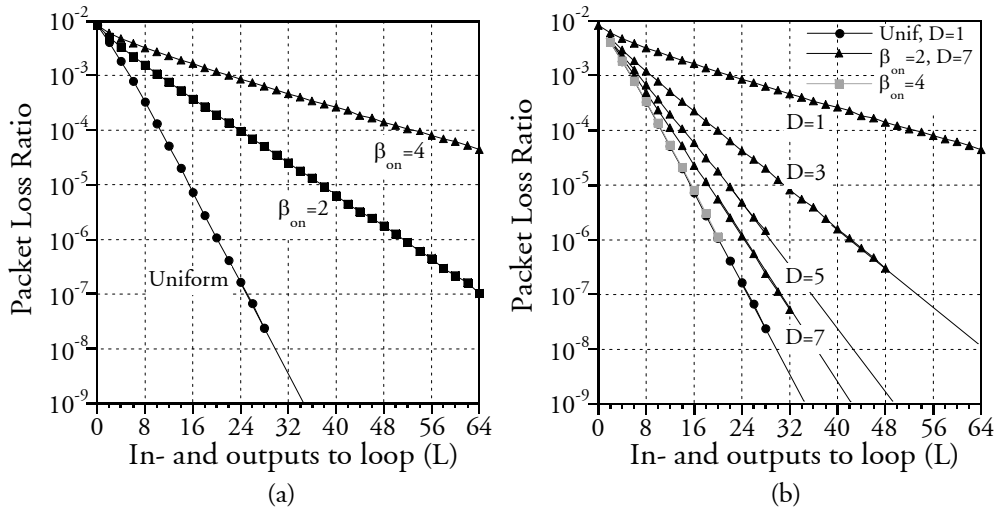 10^-2
10^-3
10^-4
10^-5
10^-6
10^-7
10^-8
10^-9
Packet Loss Ratio
β_on=4
β_on=2
Uniform
0 8 16 24 32 40 48 56 64
In- and outputs to loop (L)
(a)
10^-2
10^-3
10^-4
10^-5
10^-6
10^-7
10^-8
10^-9
Packet Loss Ratio
Unif, D=1
β_on=2, D=7
β_on=4
D=1
D=3
D=5
D=7
0 8 16 24 32 40 48 56 64
In- and outputs to loop (L)
(b)